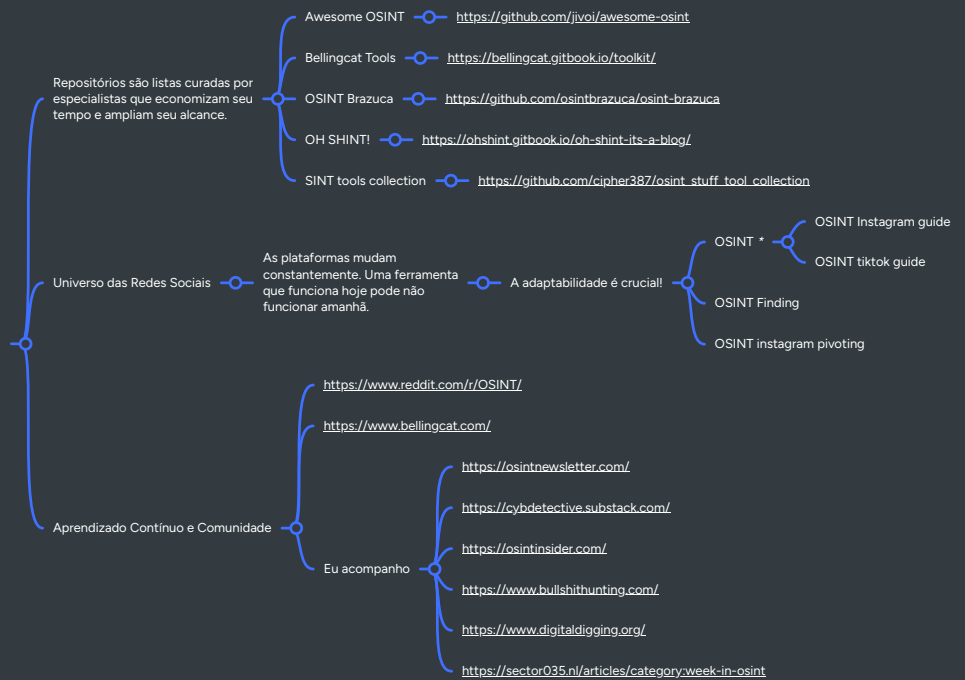 Awesome OSINT
https://github.com/jivoi/awesome-osint
Bellingcat Tools
https://bellingcat.gitbook.io/toolkit/
Repositórios são listas curadas por
especialistas que economizam seu
tempo e ampliam seu alcance.
OSINT Brazuca
https://github.com/osintbrazuca/osint-brazuca
OH SHINT!
https://ohshint.gitbook.io/oh-shint-its-a-blog/
SINT tools collection
https://github.com/cipher387/osint_stuff_tool_collection
Universo das Redes Sociais
As plataformas mudam
constantemente. Uma ferramenta
que funciona hoje pode não
funcionar amanhã.
A adaptabilidade é crucial!
OSINT *
OSINT Instagram guide
OSINT tiktok guide
OSINT Finding
OSINT instagram pivoting
Aprendizado Contínuo e Comunidade
https://www.reddit.com/r/OSINT/
https://www.bellingcat.com/
Eu acompanho
https://osintnewsletter.com/
https://cybdetective.substack.com/
https://osintinsider.com/
https://www.bullshithunting.com/
https://www.digitaldigging.org/
https://sector035.nl/articles/category:week-in-osint